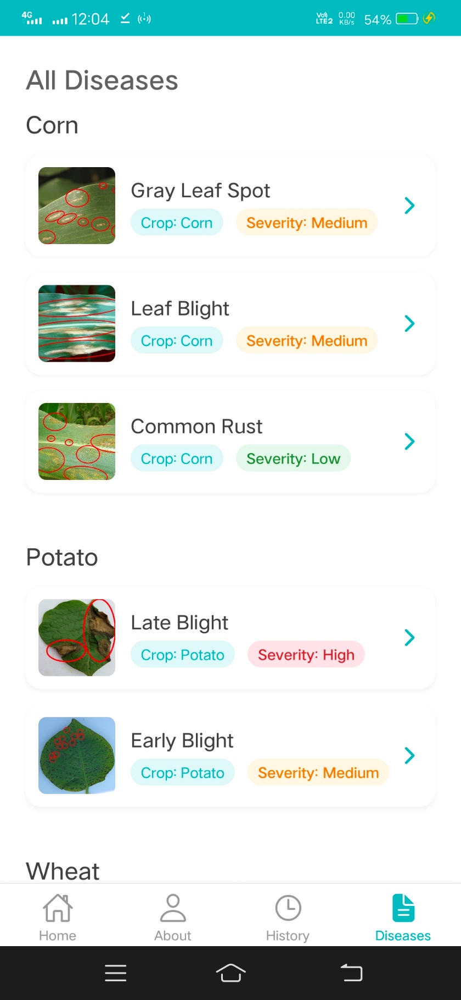 4G 12:04 Vo) LTE2 0.00 KB/s 54%
All Diseases
Corn
Gray Leaf Spot
Crop: Corn Severity: Medium
Leaf Blight
Crop: Corn Severity: Medium
Common Rust
Crop: Corn Severity: Low
Potato
Late Blight
Crop: Potato Severity: High
Early Blight
Crop: Potato Severity: Medium
Wheat
Home About History Diseases